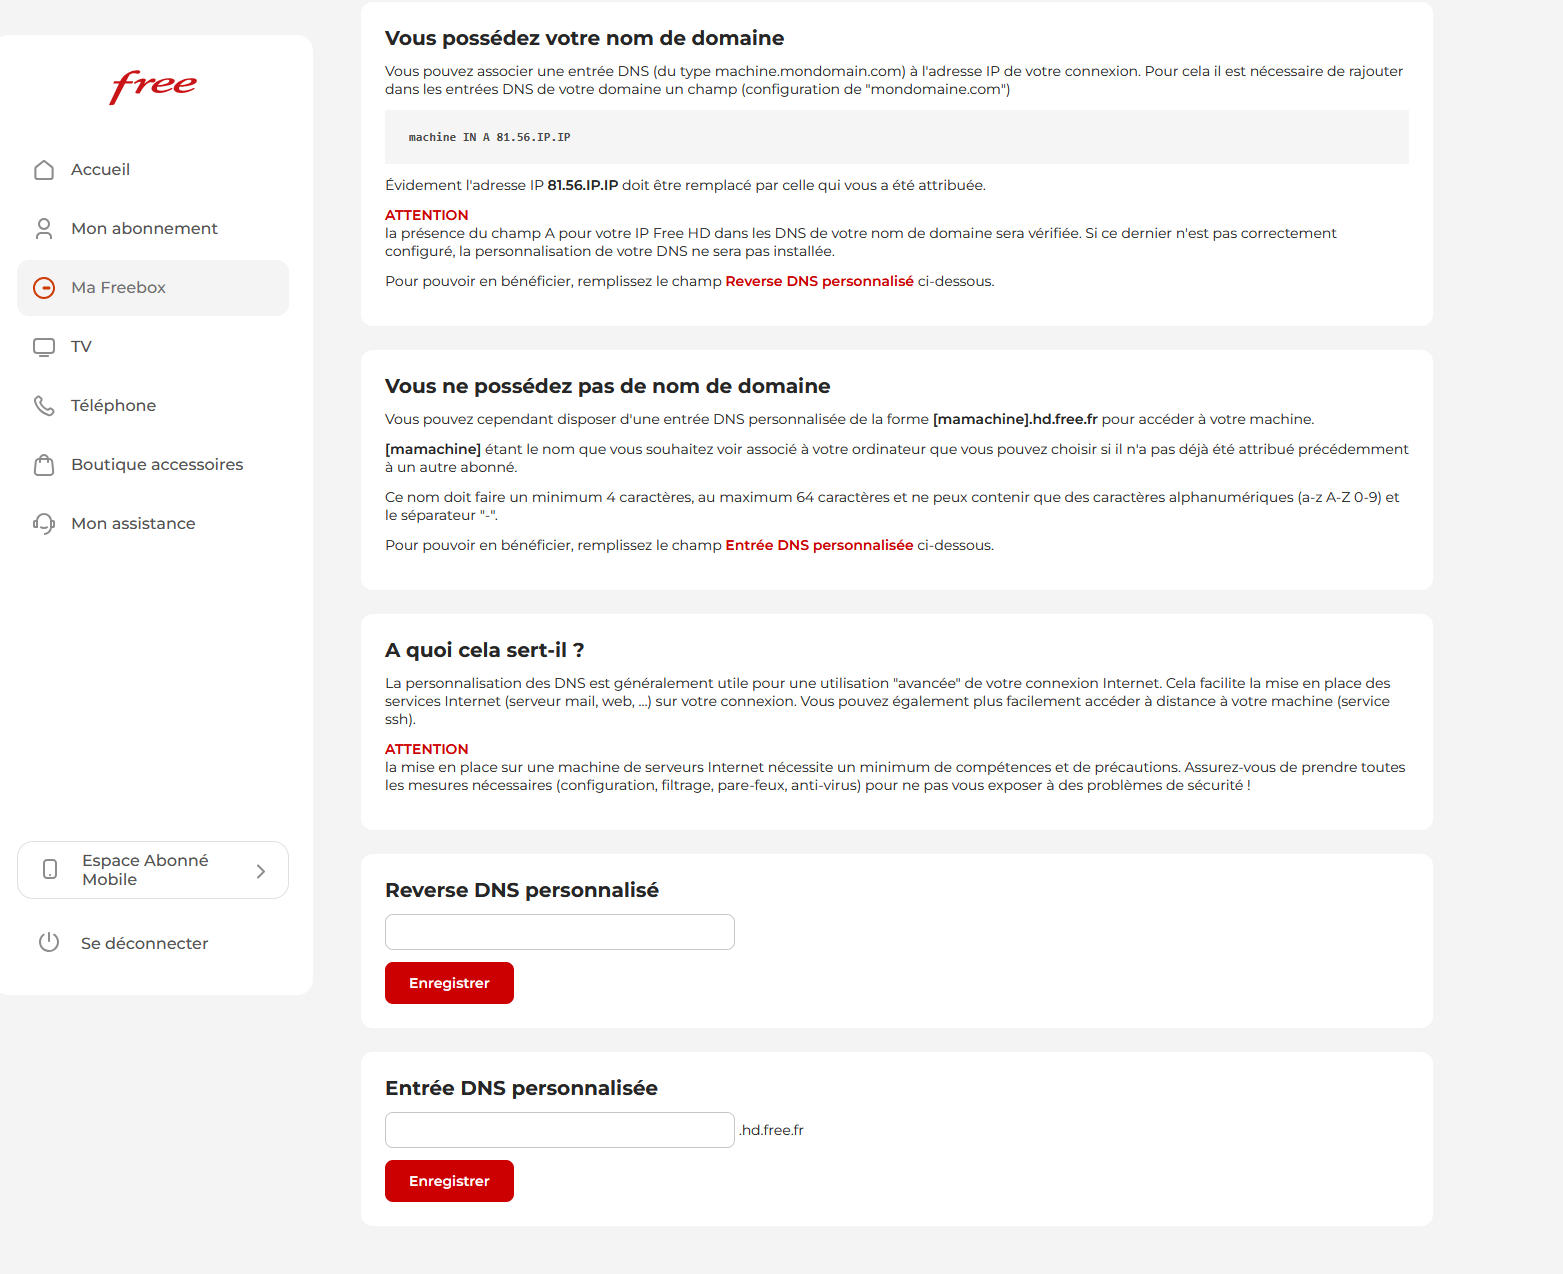 free
Accueil
Mon abonnement
Ma Freebox
TV
Téléphone
Boutique accessoires
Mon assistance
Espace Abonné
Mobile
Se déconnecter
Vous possédez votre nom de domaine
Vous pouvez associer une entrée DNS (du type machine.mondomain.com) à l'adresse IP de votre connexion. Pour cela il est nécessaire de rajouter
dans les entrées DNS de votre domaine un champ (configuration de "mondomaine.com")
machine IN A 81.56.IP.IP
Évidement l'adresse IP 81.56.IP.IP doit être remplacé par celle qui vous a été attribuée.
ATTENTION
la présence du champ A pour votre IP Free HD dans les DNS de votre nom de domaine sera vérifiée. Si ce dernier n'est pas correctement
configuré, la personnalisation de votre DNS ne sera pas installée.
Pour pouvoir en bénéficier, remplissez le champ Reverse DNS personnalisé ci-dessous.
Vous ne possédez pas de nom de domaine
Vous pouvez cependant disposer d'une entrée DNS personnalisée de la forme [mamachine].hd.free.fr pour accéder à votre machine.
[mamachine] étant le nom que vous souhaitez voir associé à votre ordinateur que vous pouvez choisir si il n'a pas déjà été attribué précédemment
à un autre abonné.
Ce nom doit faire un minimum 4 caractères, au maximum 64 caractères et ne peux contenir que des caractères alphanumériques (a-z A-Z 0-9) et
le séparateur "-".
Pour pouvoir en bénéficier, remplissez le champ Entrée DNS personnalisée ci-dessous.
A quoi cela sert-il ?
La personnalisation des DNS est généralement utile pour une utilisation "avancée" de votre connexion Internet. Cela facilite la mise en place des
services Internet (serveur mail, web, ...) sur votre connexion. Vous pouvez également plus facilement accéder à distance à votre machine (service
ssh).
ATTENTION
la mise en place sur une machine de serveurs Internet nécessite un minimum de compétences et de précautions. Assurez-vous de prendre toutes
les mesures nécessaires (configuration, filtrage, pare-feux, anti-virus) pour ne pas vous exposer à des problèmes de sécurité !
Reverse DNS personnalisé
Enregistrer
Entrée DNS personnalisée
.hd.free.fr
Enregistrer